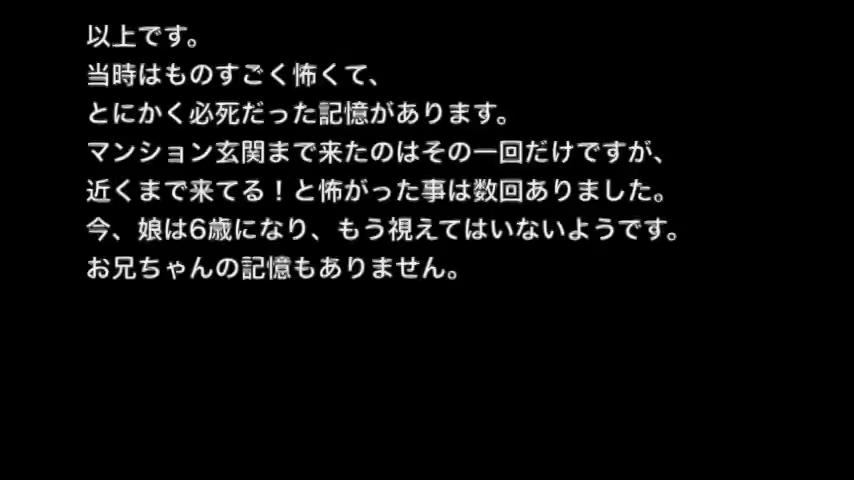 以上です。
当時はものすごく怖くて、
とにかく必死だった記憶があります。
マンション玄関まで来たのはその一回だけですが、
近くまで来てる！と怖がった事は数回ありました。
今、娘は6歳になり、もう視えてはいないようです。
お兄ちゃんの記憶もありません。